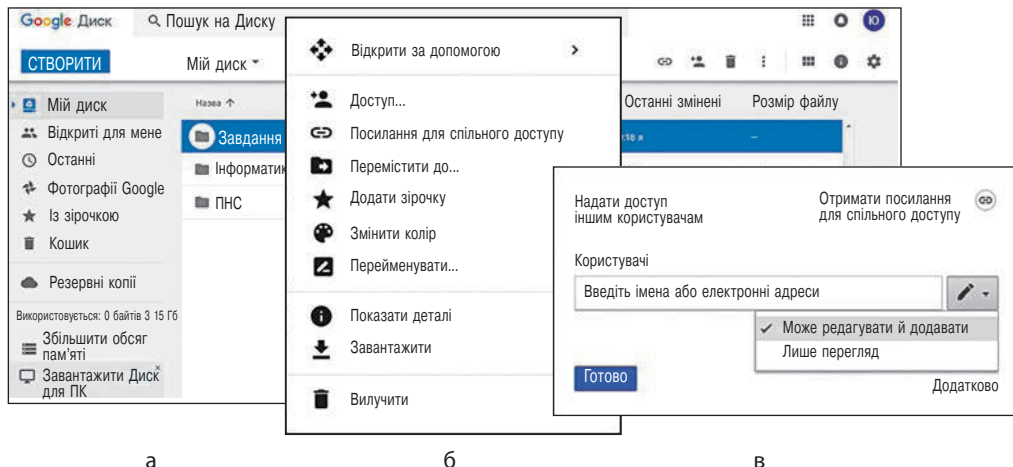 Google Диск
Пошук на Диску
Ю
СТВОРИТИ
Мій диск
Мій диск
Відкриті для мене
Останні
Фотографії Google
Із зірочкою
Кошик
Резервні копії
Використовується: 0 байтів З 15 Гб
Збільшити обсяг
пам'яті
Завантажити Диск
для ПК
Назва
Останні змінені
Розмір файлу
Завдання
Інформатик
ПНС
Відкрити за допомогою
Доступ...
Посилання для спільного доступу
Перемістити до...
Додати зірочку
Змінити колір
Перейменувати...
Показати деталі
Завантажити
Вилучити
Надати доступ
іншим користувачам
Отримати посилання
для спільного доступу
Користувачі
Введіть імена або електронні адреси
Може редагувати й додавати
Лише перегляд
Готово
Додатково
а
б
в